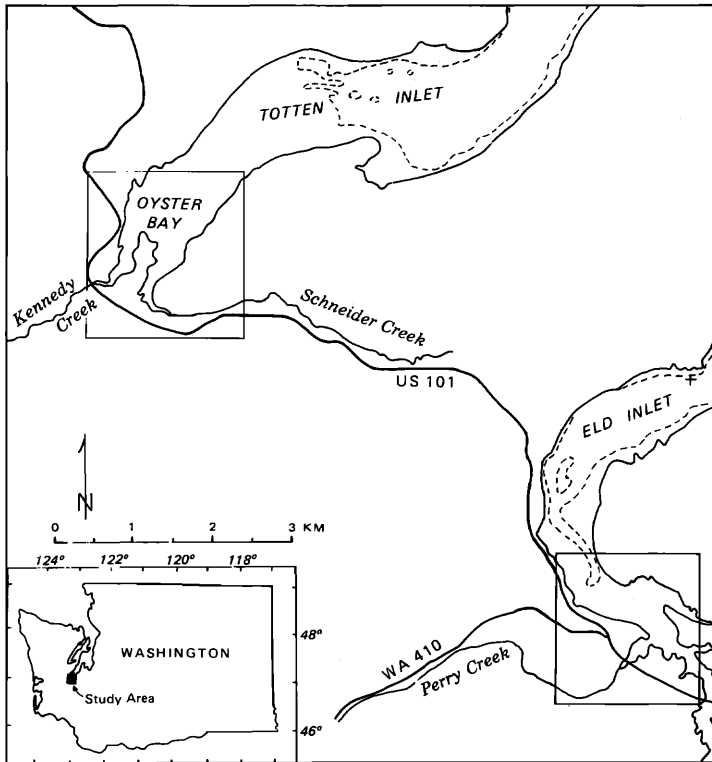 TOTTEN INLET
OYSTER
BAY
Kennedy
Creek
Schneider Creek
US 101
ELD INLET
N
0 1 2 3 KM
124° 122° 120° 118°
48°
WASHINGTON
Study Area
46°
WA 410
Perry Creek